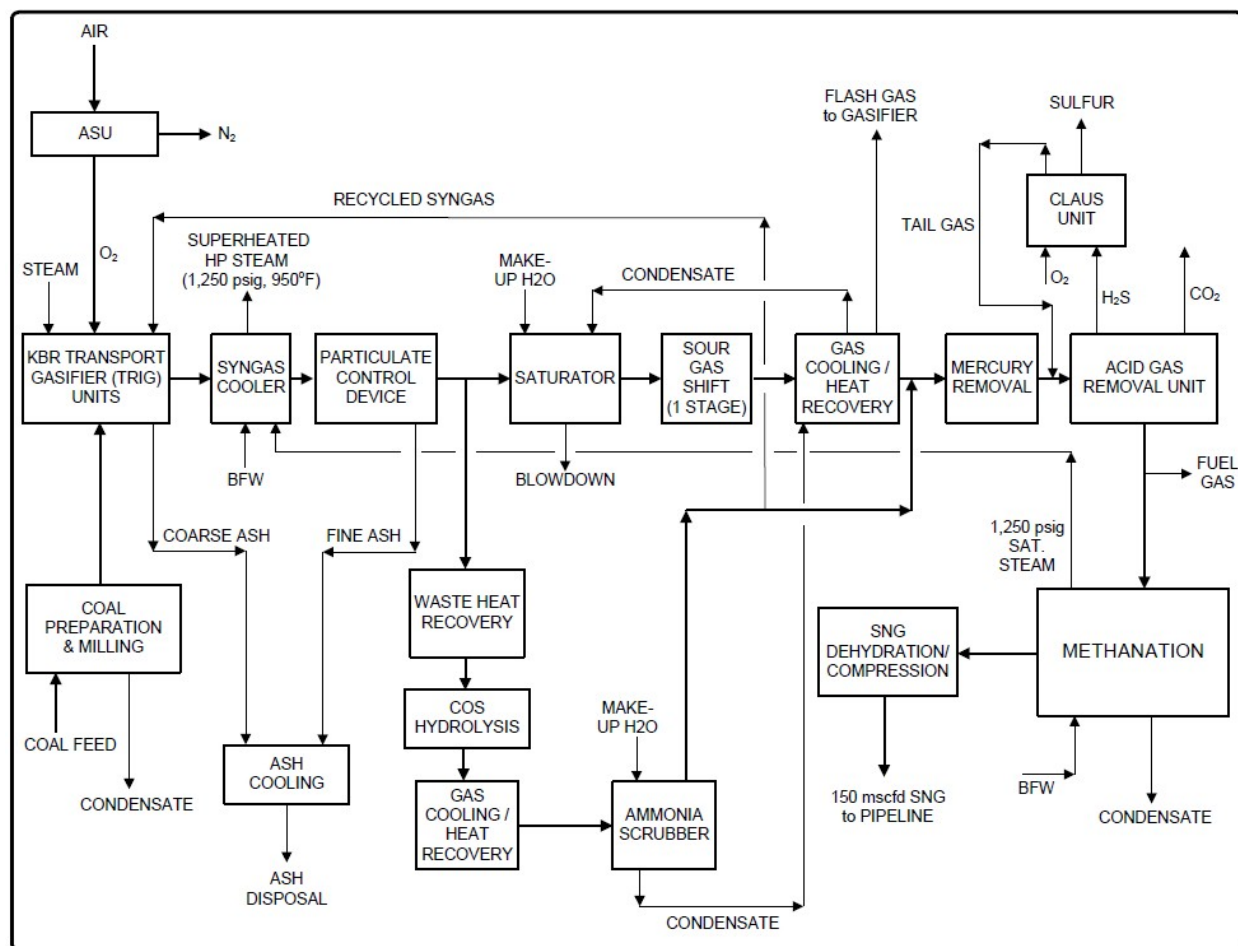 AIR
ASU
N₂
FLASH GAS
to GASIFIER
SULFUR
RECYCLED SYNGAS
CLAUS
UNIT
TAIL GAS
O₂
SUPERHEATED
HP STEAM
(1,250 psig, 950°F)
STEAM
MAKE-
UP H2O
CONDENSATE
O₂
H₂S
CO₂
KBR TRANSPORT
GASIFIER (TRIG)
UNITS
SYNGAS
COOLER
PARTICULATE
CONTROL
DEVICE
SATURATOR
SOUR
GAS
SHIFT
(1 STAGE)
GAS
COOLING /
HEAT
RECOVERY
MERCURY
REMOVAL
ACID GAS
REMOVAL UNIT
BFW
BLOWDOWN
FUEL
GAS
COARSE ASH
FINE ASH
1,250 psig
SAT.
STEAM
COAL
PREPARATION
& MILLING
WASTE HEAT
RECOVERY
SNG
DEHYDRATION/
COMPRESSION
METHANATION
COS
HYDROLYSIS
MAKE-
UP H2O
COAL FEED
ASH
COOLING
CONDENSATE
GAS
COOLING /
HEAT
RECOVERY
AMMONIA
SCRUBBER
150 mscfd SNG
to PIPELINE
BFW
CONDENSATE
ASH
DISPOSAL
CONDENSATE